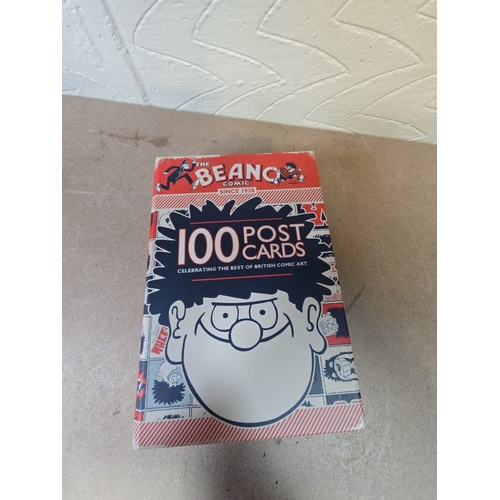 THE
BEANO
COMIC
SINCE 1938
100 POST
CARDS
CELEBRATING THE BEST OF BRITISH COMIC ART